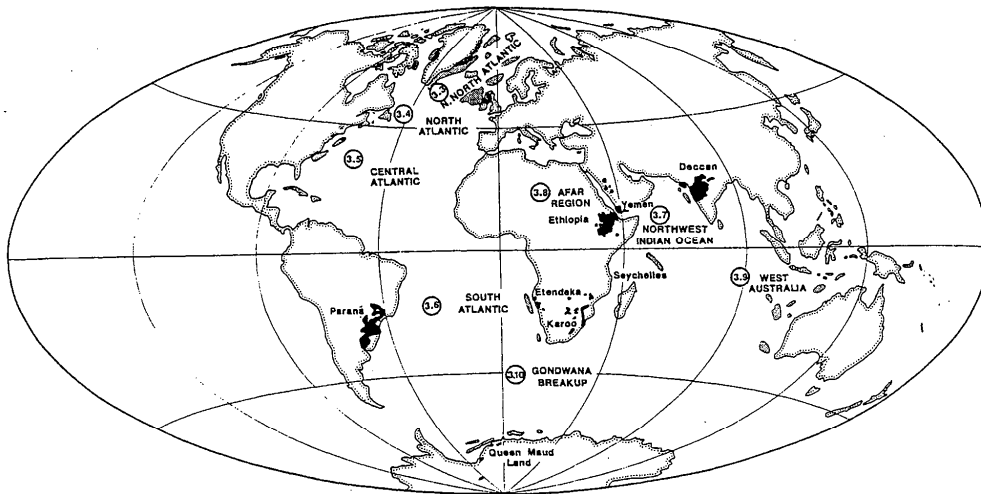 3.3
N. NORTH ATLANTIC
3.4
NORTH
ATLANTIC
3.5
CENTRAL
ATLANTIC
3.8
AFAR
REGION
Deccan
Yemen
Ethiopia
3.7
NORTHWEST
INDIAN OCEAN
Seychelles
3.9
WEST
AUSTRALIA
Paraná
3.6
SOUTH
ATLANTIC
Etendeka
Karoo
3.10
GONDWANA
BREAKUP
Queen Maud
Land